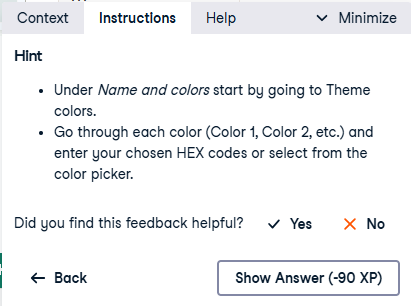 Context Instructions Help Minimize
Hint
• Under Name and colors start by going to Theme
colors.
• Go through each color (Color 1, Color 2, etc.) and
enter your chosen HEX codes or select from the
color picker.
Did you find this feedback helpful? Yes No
Back Show Answer (-90 XP)